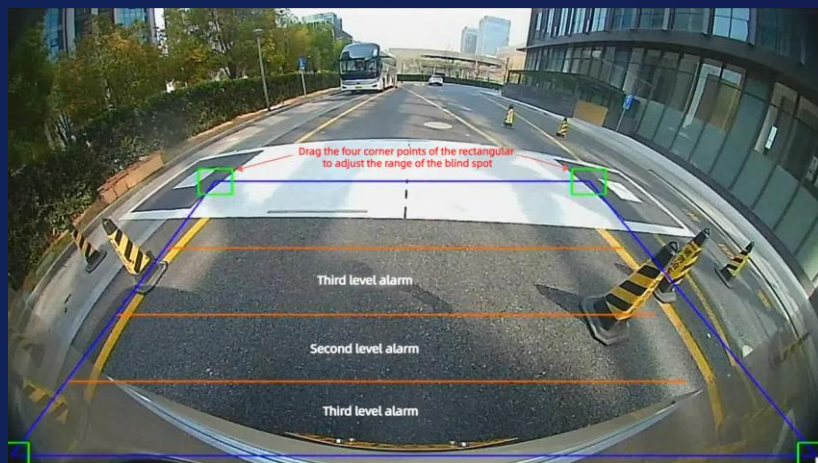 Drag the four corner points of the rectangular
to adjust the range of the blind spot
Third level alarm
Second level alarm
Third level alarm